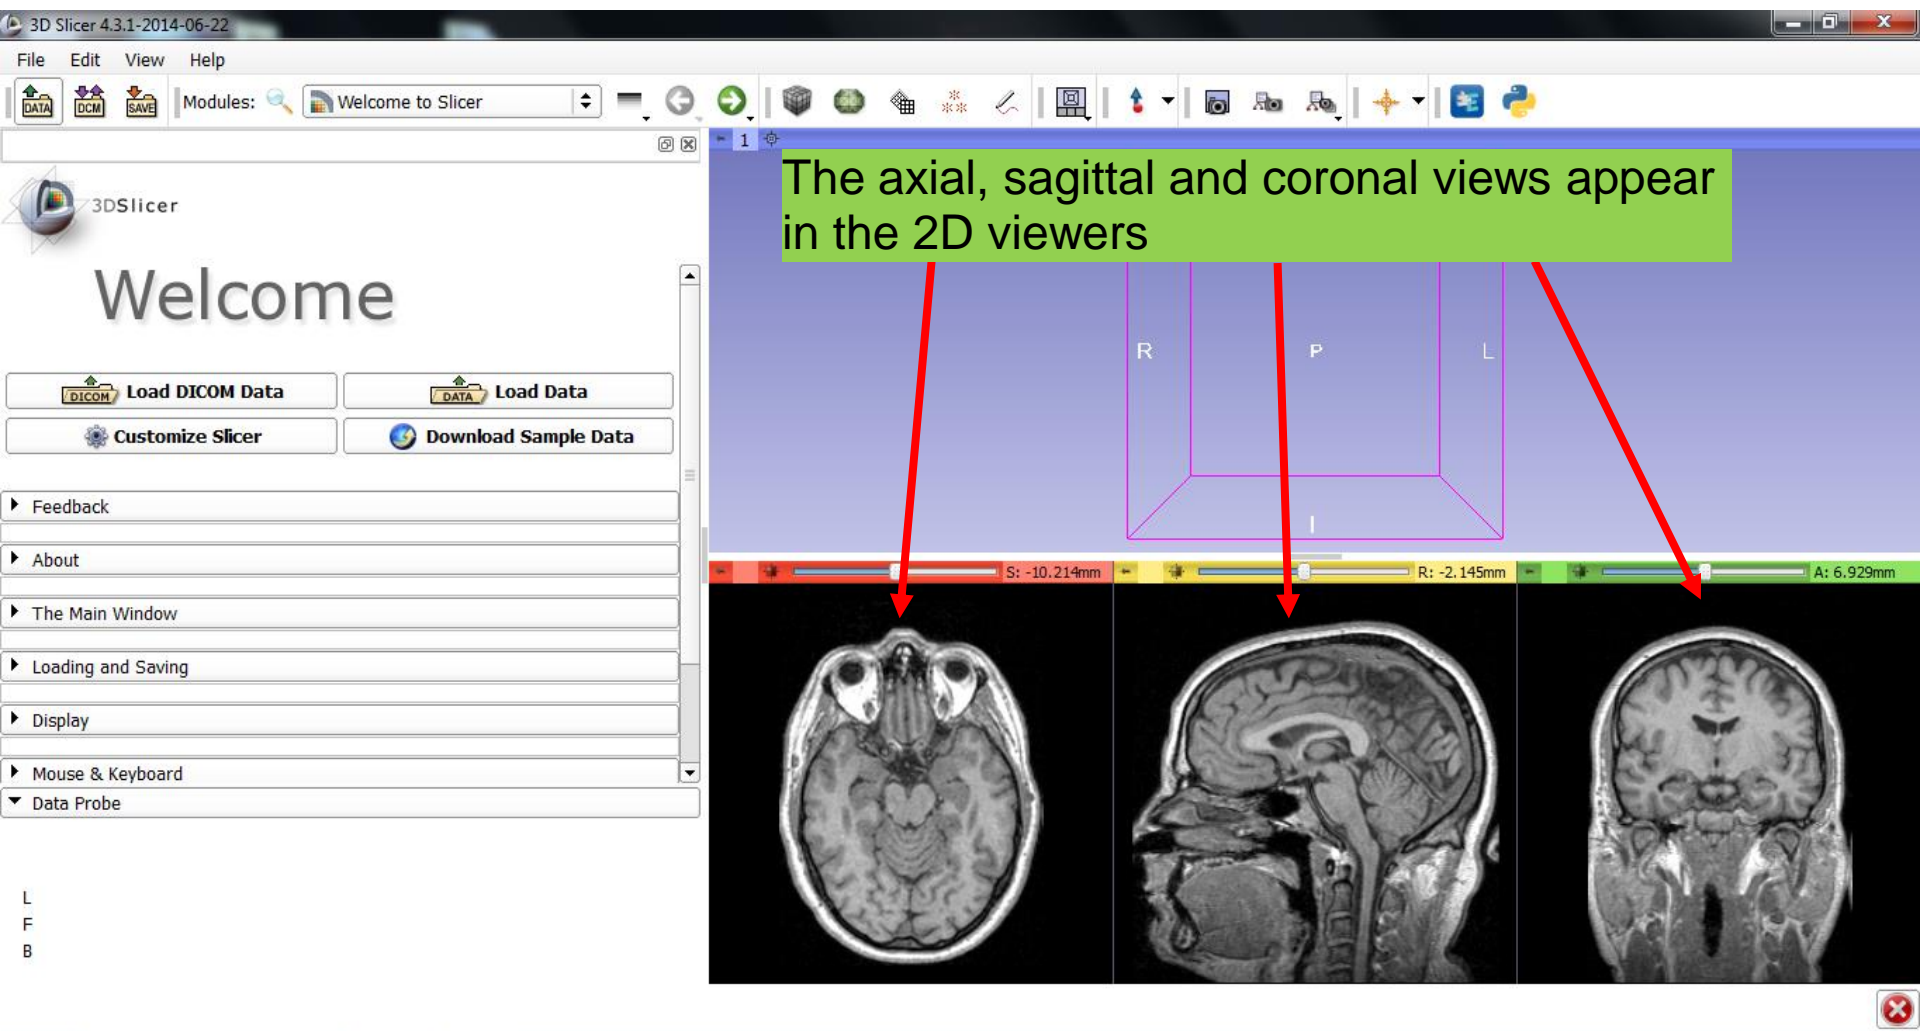 3D Slicer 4.3.1-2014-06-22
File Edit View Help
DATA DCM SAVE Modules: Welcome to Slicer
1
The axial, sagittal and coronal views appear
in the 2D viewers
3DSlicer
Welcome
R P L
DICOM Load DICOM Data DATA Load Data
Customize Slicer Download Sample Data
Feedback
I
About
S: -10.214mm R: -2.145mm A: 6.929mm
The Main Window
Loading and Saving
Display
Mouse & Keyboard
Data Probe
L
F
B